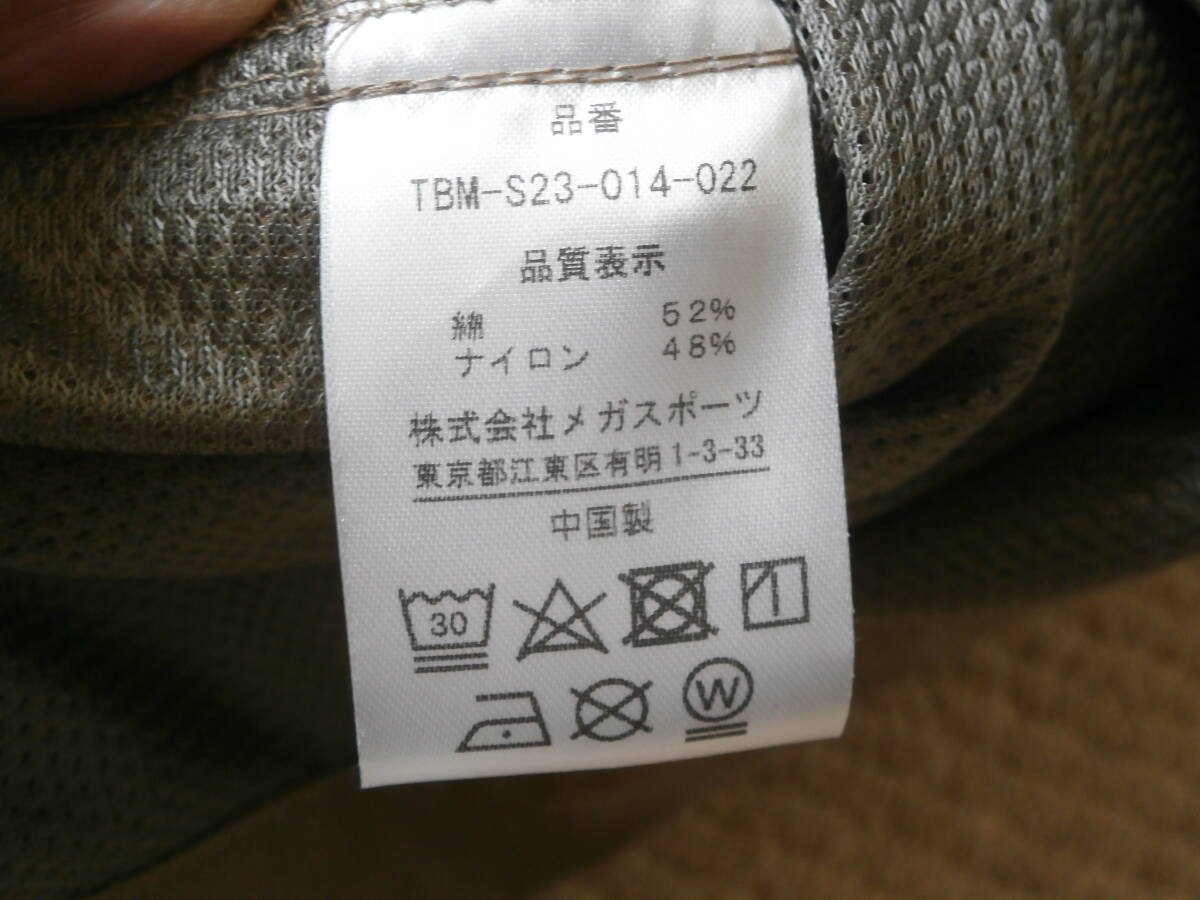 品番
TBM-S23-014-022
品質表示
綿 52%
ナイロン 48%
株式会社メガスポーツ
東京都江東区有明1-3-33
中国製
30
W